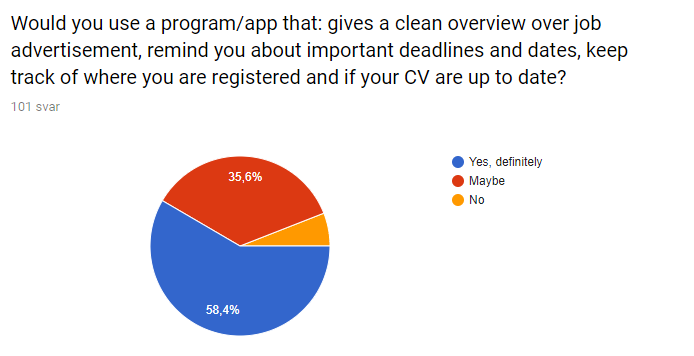 Would you use a program/app that: gives a clean overview over job
advertisement, remind you about important deadlines and dates, keep
track of where you are registered and if your CV are up to date?
101 svar
Yes, definitely
Maybe
No
35,6%
58,4%